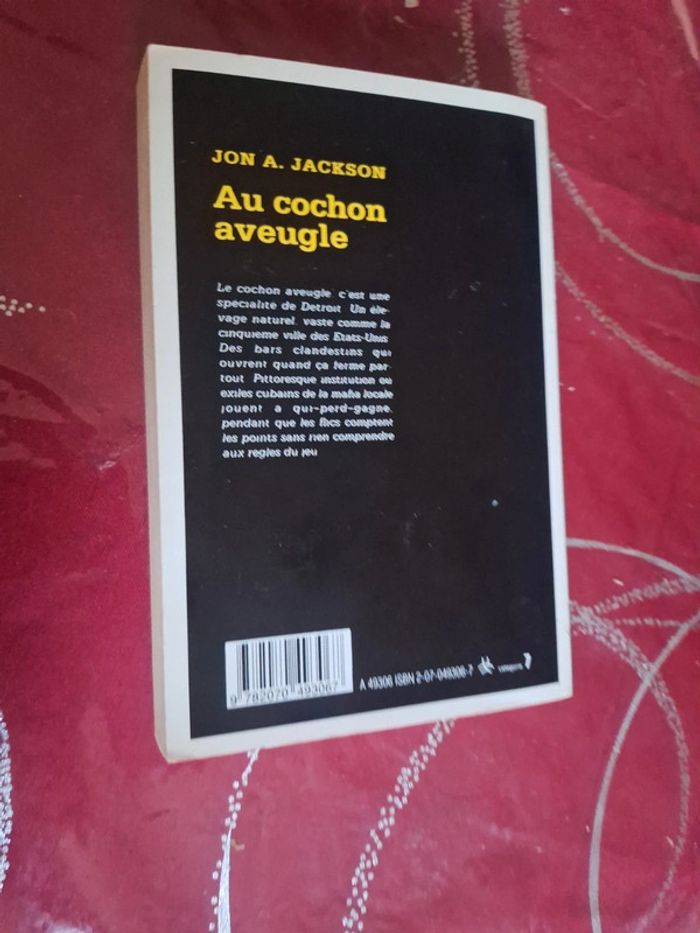 JON A. JACKSON
Au cochon
aveugle
Le cochon aveugle, c'est une
spécialité de Detroit. Un éle-
vage naturel, vaste comme la
cinquième ville des États-Unis.
Des bars clandestins qui
ouvrent quand ça ferme par-
tout. Pittoresque institution où
exilés cubains de la mafia locale
jouent à qui-perd-gagne,
pendant que les flics comptent
les points sans rien comprendre
aux règles du jeu.
9 782070 493067
A 49306 ISBN 2-07-049306-7
catégorie 7